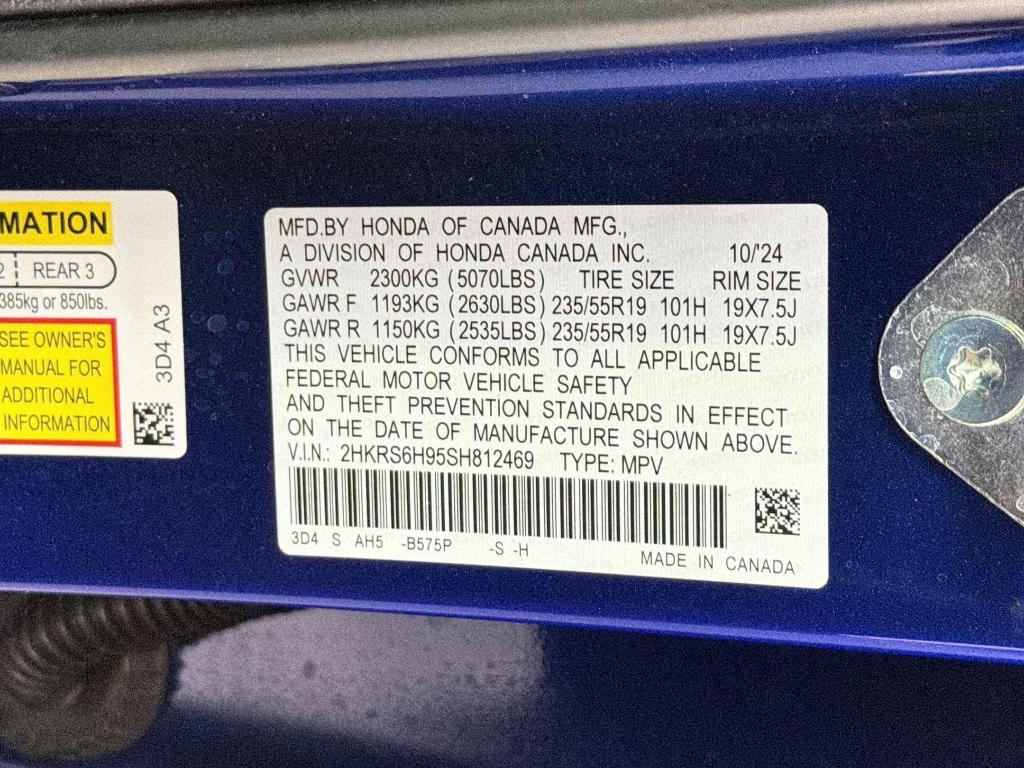 MATION
2 REAR 3
385kg or 850lbs.
SEE OWNER'S
MANUAL FOR
ADDITIONAL
INFORMATION
3D4 A3
MFD.BY HONDA OF CANADA MFG.,
A DIVISION OF HONDA CANADA INC. 10/'24
GVWR 2300KG (5070LBS) TIRE SIZE RIM SIZE
GAWR F 1193KG (2630LBS) 235/55R19 101H 19X7.5J
GAWR R 1150KG (2535LBS) 235/55R19 101H 19X7.5J
THIS VEHICLE CONFORMS TO ALL APPLICABLE
FEDERAL MOTOR VEHICLE SAFETY
AND THEFT PREVENTION STANDARDS IN EFFECT
ON THE DATE OF MANUFACTURE SHOWN ABOVE.
V.I.N.: 2HKRS6H95SH812469 TYPE: MPV
3D4 S AH5 -B575P -S -H
MADE IN CANADA